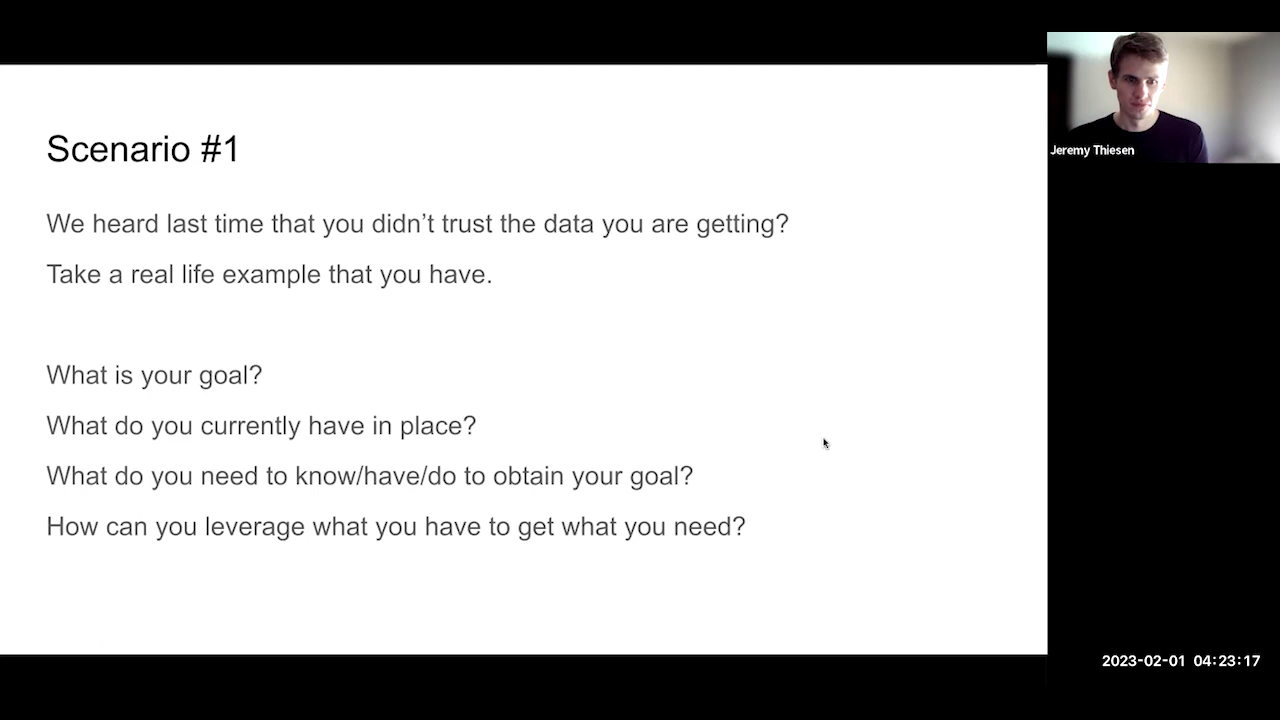 Scenario #1
We heard last time that you didn’t trust the data you are getting?
Take a real life example that you have.
What is your goal?
What do you currently have in place?
What do you need to know/have/do to obtain your goal?
How can you leverage what you have to get what you need?
Jeremy Thiesen
2023-02-01 04:23:17